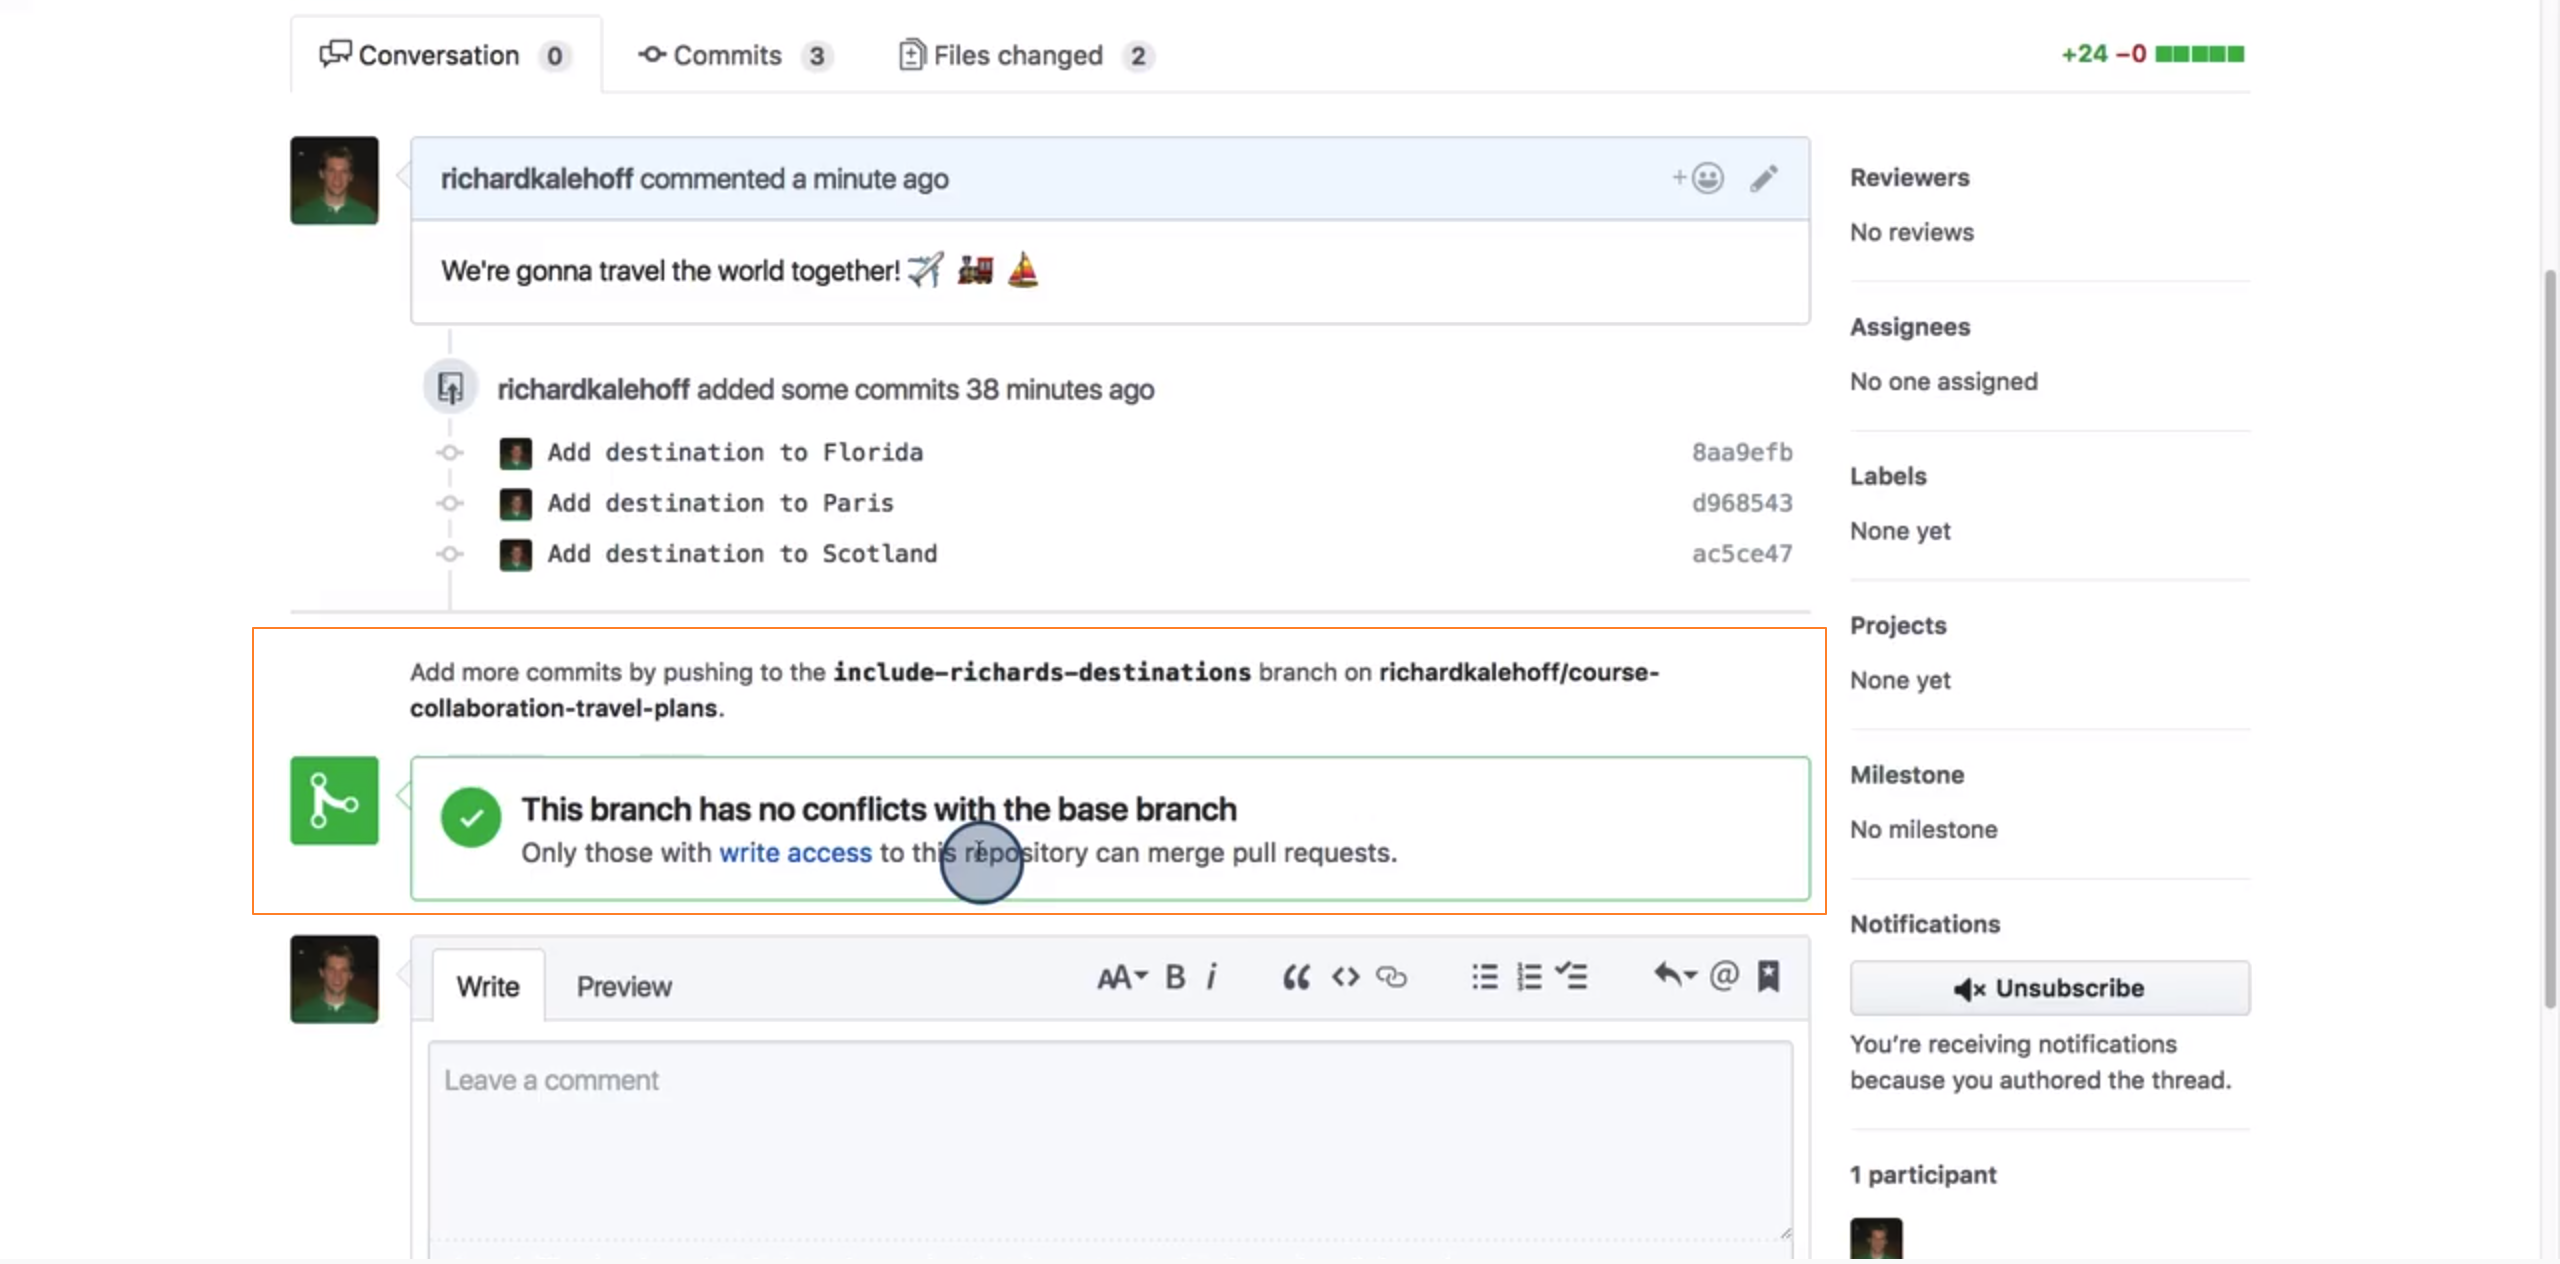 Conversation 0 Commits 3 Files changed 2 +24 −0
richardkalehoff commented a minute ago
We're gonna travel the world together! ✈️ 🚂 ⛵
richardkalehoff added some commits 38 minutes ago
Add destination to Florida 8aa9efb
Add destination to Paris d968543
Add destination to Scotland ac5ce47
Add more commits by pushing to the include-richards-destinations branch on richardkalehoff/course-
collaboration-travel-plans.
This branch has no conflicts with the base branch
Only those with write access to this repository can merge pull requests.
Write Preview AA B i “ <> @
Leave a comment
Reviewers
No reviews
Assignees
No one assigned
Labels
None yet
Projects
None yet
Milestone
No milestone
Notifications
Unsubscribe
You’re receiving notifications
because you authored the thread.
1 participant